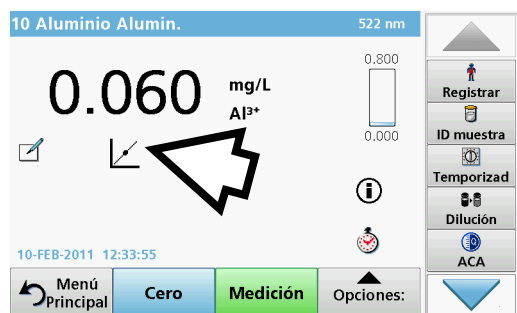 10 Aluminio Alumin.
522 nm
0.060
mg/L
Al³⁺
0.800
0.000
10-FEB-2011 12:33:55
Menú
Principal
Cero
Medición
Opciones:
Registrar
ID muestra
Temporizad
Dilución
ACA